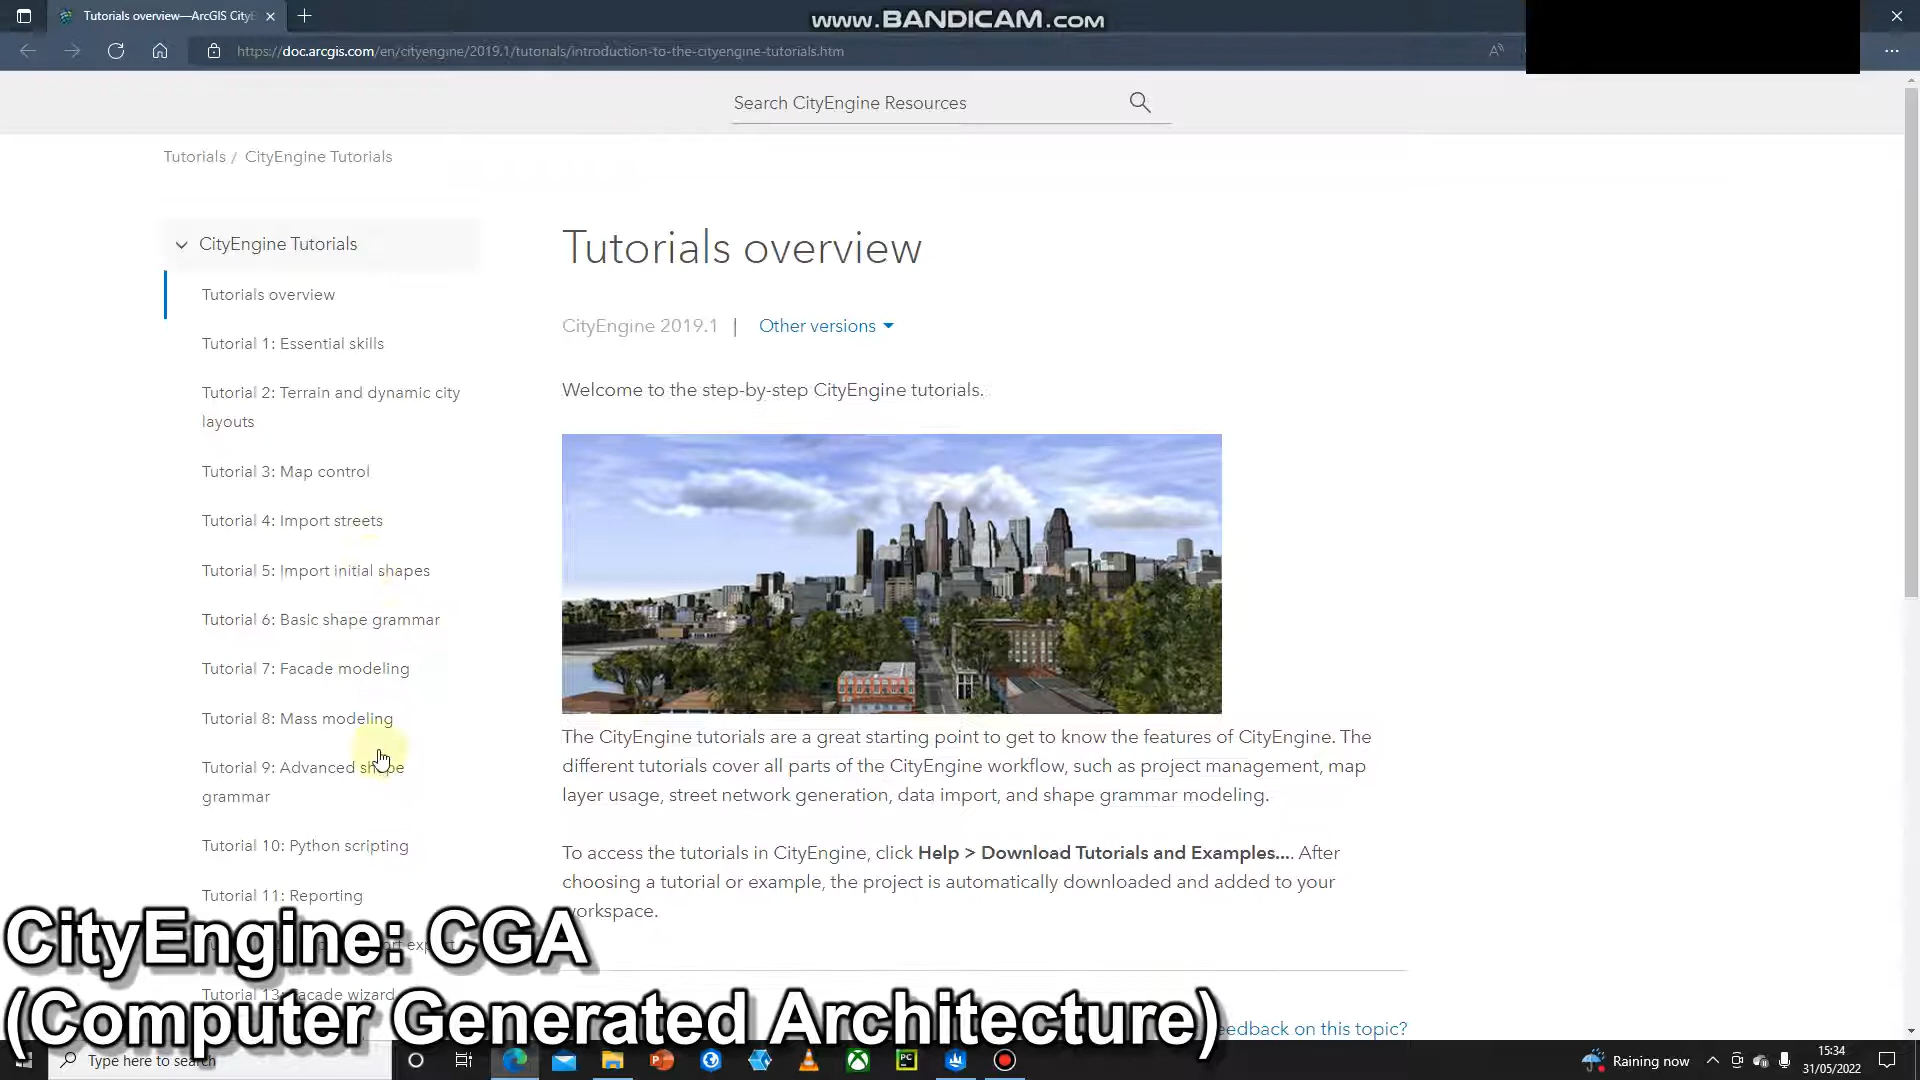 Tutorials overview—ArcGIS CityE
www.BANDICAM.com
https://doc.arcgis.com/en/cityengine/2019.1/tutorials/introduction-to-the-cityengine-tutorials.htm
Search CityEngine Resources
Tutorials / CityEngine Tutorials
CityEngine Tutorials
Tutorials overview
Tutorial 1: Essential skills
Tutorial 2: Terrain and dynamic city
layouts
Tutorial 3: Map control
Tutorial 4: Import streets
Tutorial 5: Import initial shapes
Tutorial 6: Basic shape grammar
Tutorial 7: Facade modeling
Tutorial 8: Mass modeling
Tutorial 9: Advanced shape
grammar
Tutorial 10: Python scripting
Tutorial 11: Reporting
Tutorial 13: Facade wizard
Tutorials overview
CityEngine 2019.1 | Other versions
Welcome to the step-by-step CityEngine tutorials.
The CityEngine tutorials are a great starting point to get to know the features of CityEngine. The
different tutorials cover all parts of the CityEngine workflow, such as project management, map
layer usage, street network generation, data import, and shape grammar modeling.
To access the tutorials in CityEngine, click Help > Download Tutorials and Examples.... After
choosing a tutorial or example, the project is automatically downloaded and added to your
workspace.
feedback on this topic?
CityEngine: CGA
(Computer Generated Architecture)
Type here to search
Raining now
15:34
31/05/2022